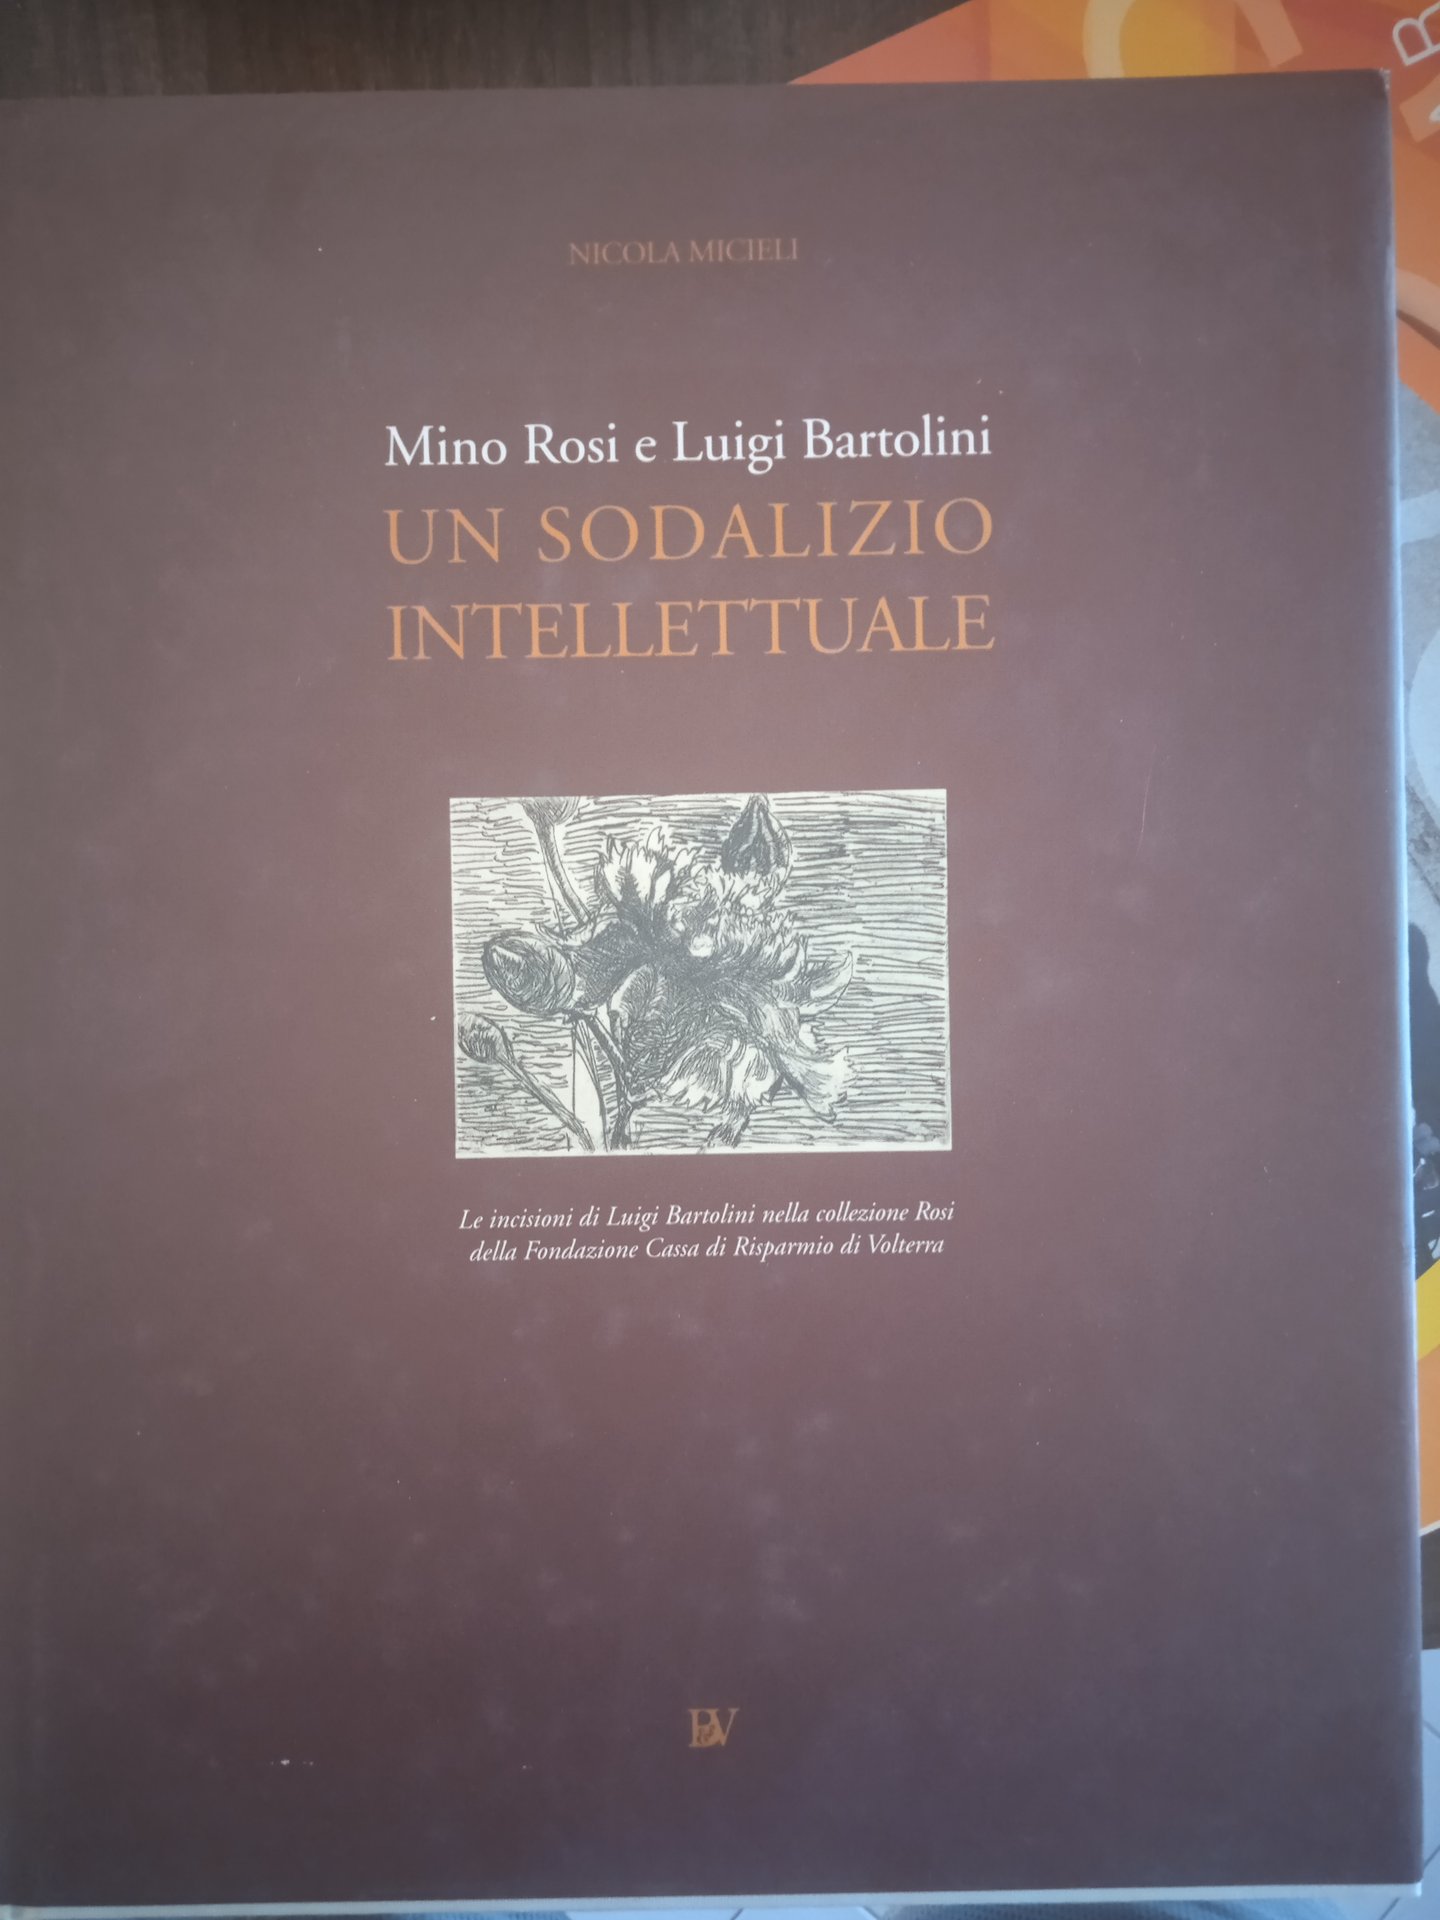 NICOLA MICIELI
Mino Rosi e Luigi Bartolini
UN SODALIZIO
INTELLETTUALE
Le incisioni di Luigi Bartolini nella collezione Rosi
della Fondazione Cassa di Risparmio di Volterra
P&V